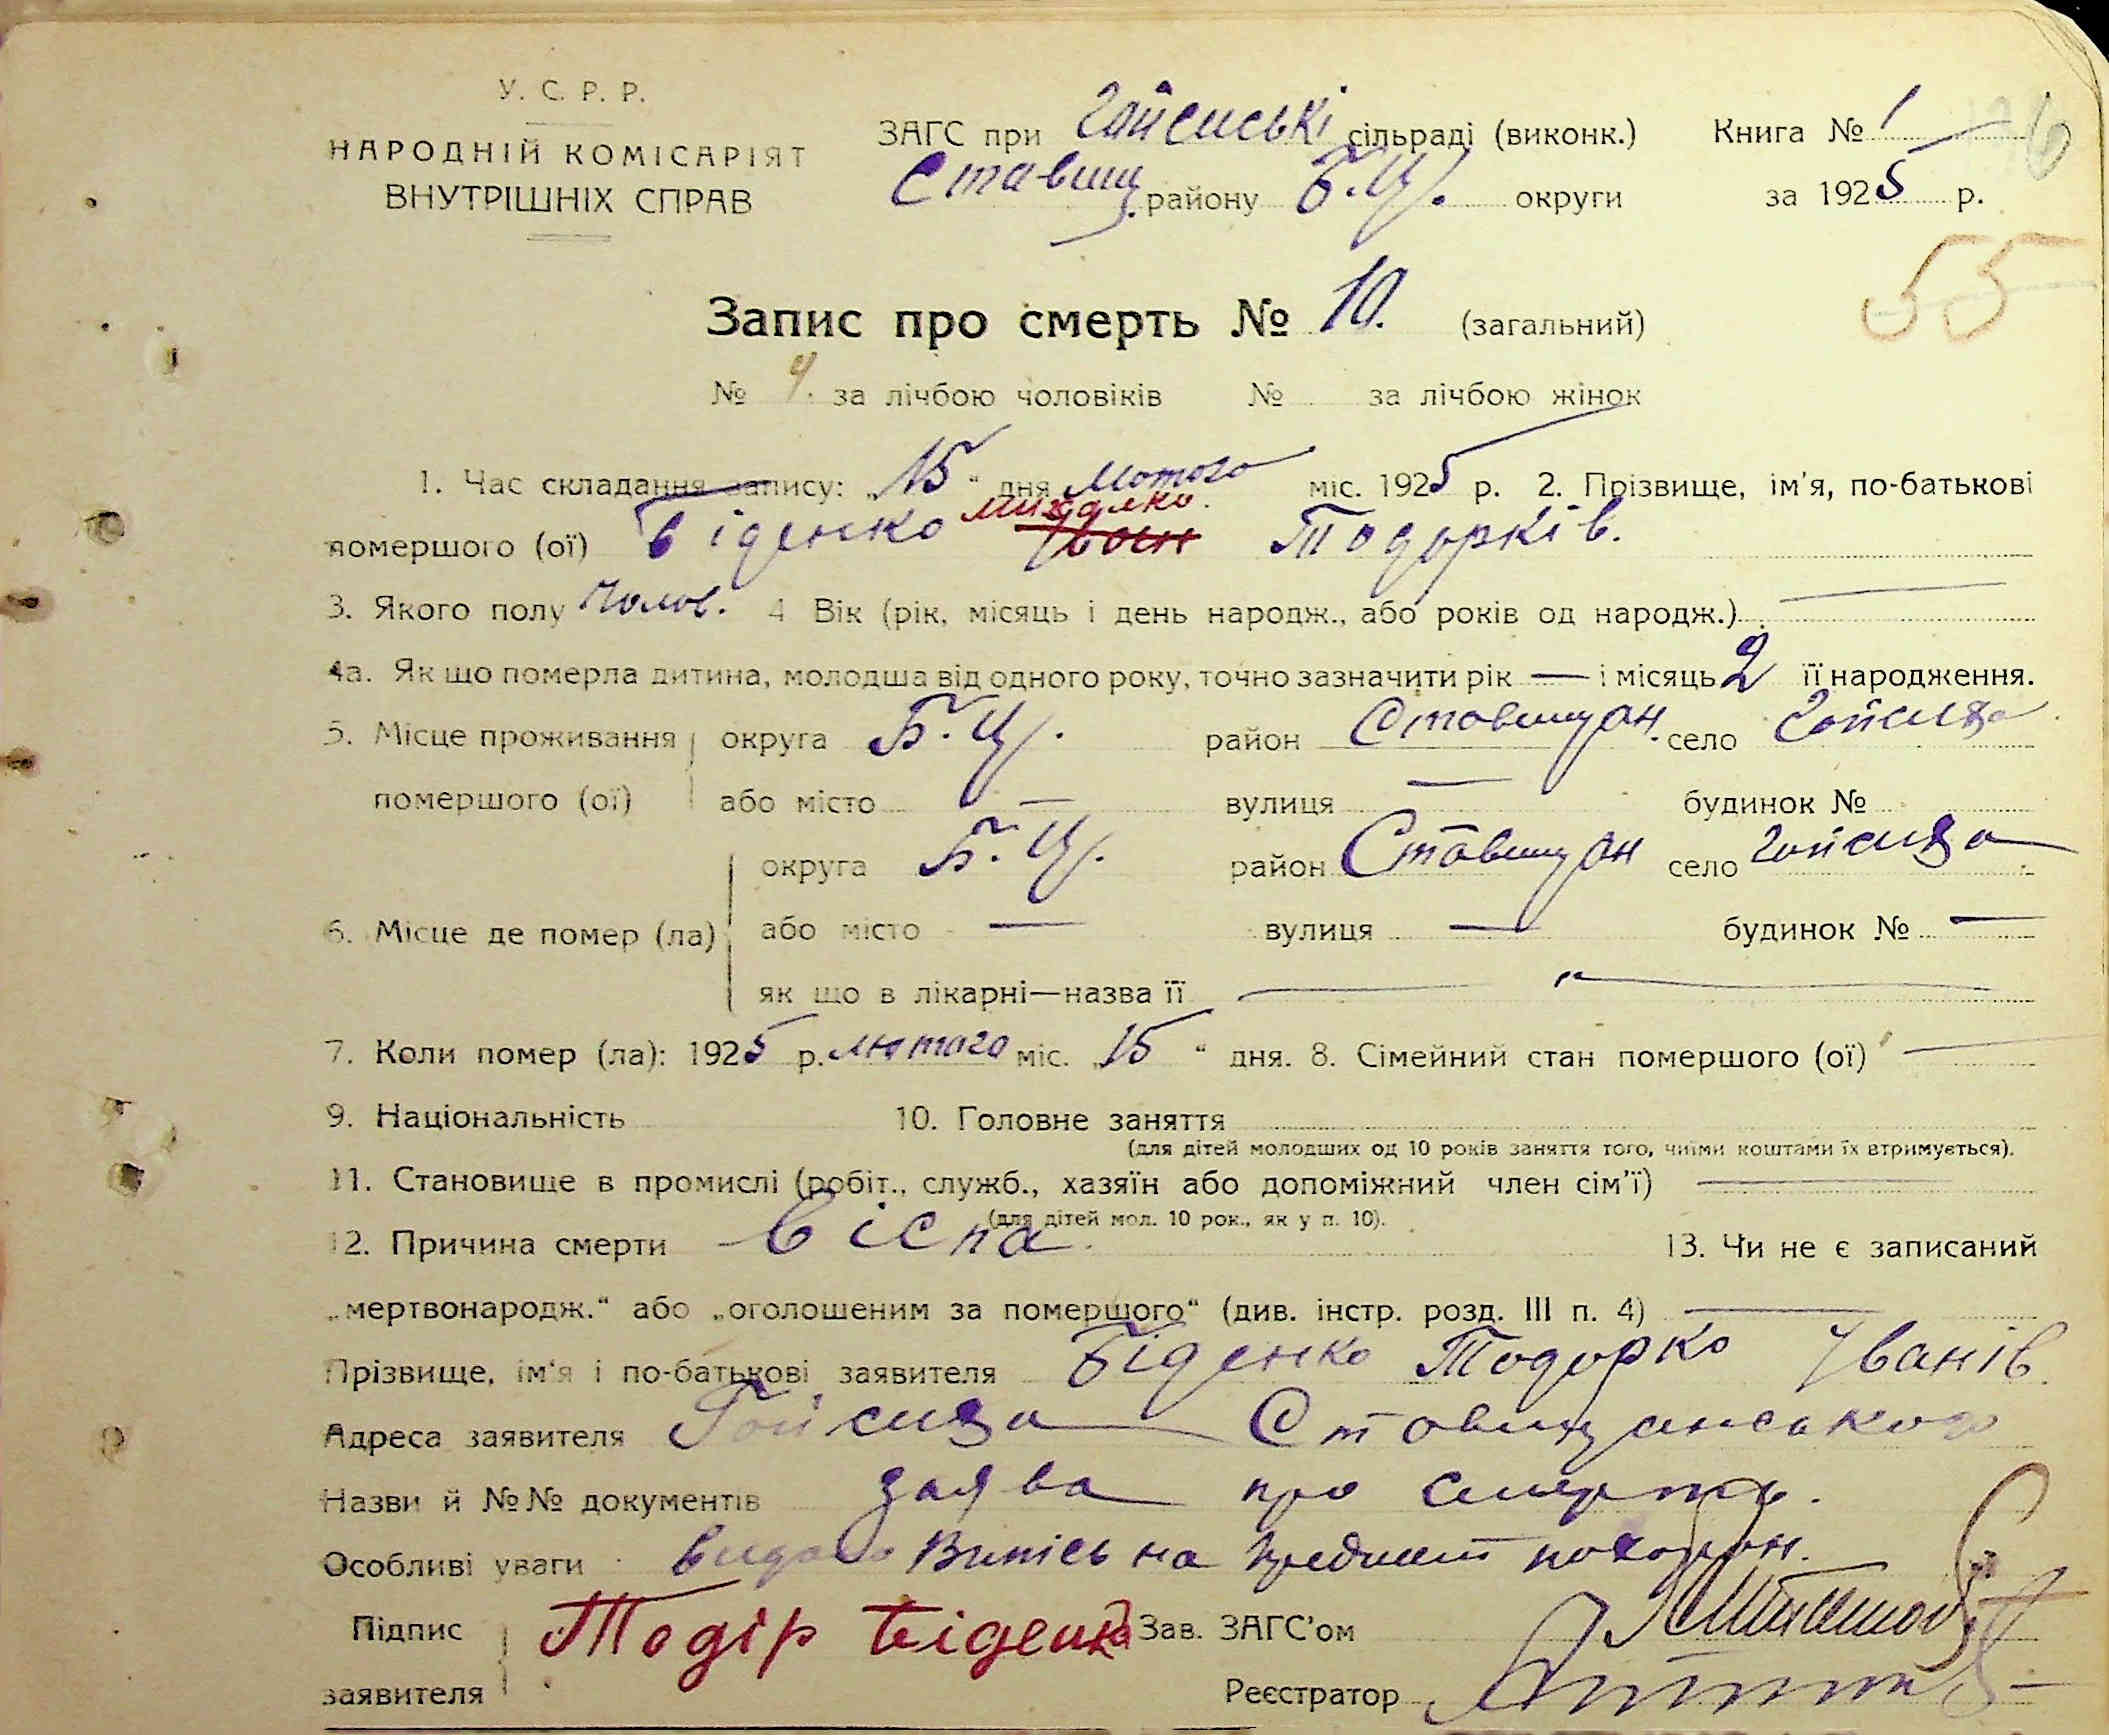 У. С. Р. Р.
НАРОДНІЙ КОМІСАРІЯТ
ВНУТРІШНІХ СПРАВ
ЗАГС при Гайсиські сільраді (виконк.) Книга № 1
Ставищ. району Б.Ц. округи за 1925 р.
55
Запис про смерть № 10. (загальний)
№ 4. за лічбою чоловіків № за лічбою жінок
1. Час складання запису: „15“ дня Лютого міс. 1925 р. 2. Прізвище, ім'я, по-батькові
Михалко.
помершого (ої) Біденко Іван Тодорків.
3. Якого полу Чолов. 4 Вік (рік, місяць і день народж., або років од народж.) —
4а. Як що померла дитина, молодша від одного року, точно зазначити рік — і місяць 2 її народження.
5. Місце проживання округа Б.Ц. район Ставищан. село Гайсиха
помершого (ої) або місто — вулиця — будинок №
округа Б.Ц. район Ставищан село Гайсиха
6. Місце де помер (ла) або місто — вулиця — будинок № —
як що в лікарні—назва її — „ —
7. Коли помер (ла): 1925 р. лютого міс. „15“ дня. 8. Сімейний стан помершого (ої) —
9. Національність 10. Головне заняття
(для дітей молодших од 10 років заняття того, чиїми коштами їх втримується).
11. Становище в промислі (робіт., служб., хазяїн або допоміжний член сім'ї) —
(для дітей мол. 10 рок., як у п. 10).
12. Причина смерти Віспа. 13. Чи не є записаний
„мертвонародж.“ або „оголошеним за померщого“ (див. інстр. розд. III п. 4) —
Прізвище, ім'я і по-батькові заявителя Біденко Тодорко Іванів
Адреса заявителя Гайсиха Ставищанського
Назви й №№ документів заява про смерть.
Особливі уваги видано Випісь на предмет похорон.
Підпис Тодір Біденко Зав. ЗАГС'ом
заявителя Реєстратор